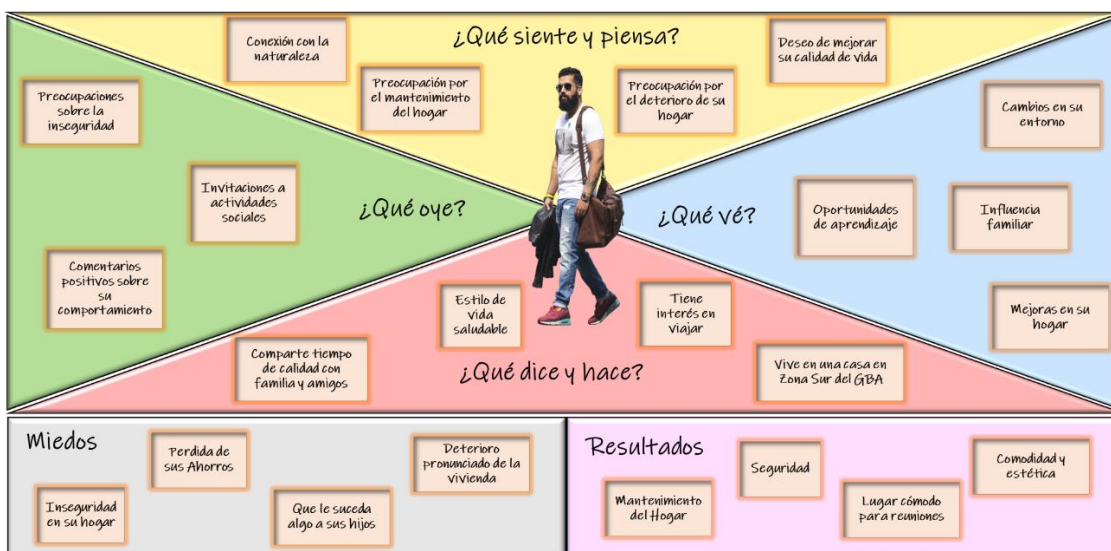 ¿Qué siente y piensa?
Conexión con la
naturaleza
Preocupación por
el mantenimiento
del hogar
Preocupación por
el deterioro de su
hogar
Deseo de mejorar
su calidad de vida
¿Qué oye?
Preocupaciones
sobre la
inseguridad
Invitaciones a
actividades
sociales
Comentarios
positivos sobre
su
comportamiento
¿Qué vé?
Cambios en su
entorno
Oportunidades
de aprendizaje
Influencia
familiar
Mejoras en su
hogar
¿Qué dice y hace?
Estilo de
vida
saludable
Tiene
interés en
viajar
Comparte tiempo
de calidad con
familia y amigos
Vive en una casa en
Zona Sur del GBA
Miedos
Perdida de
sus Ahorros
Deterioro
pronunciado de la
vivienda
Inseguridad
en su hogar
Que le suceda
algo a sus hijos
Resultados
Seguridad
Comodidad y
estética
Mantenimiento
del Hogar
Lugar cómodo
para reuniones